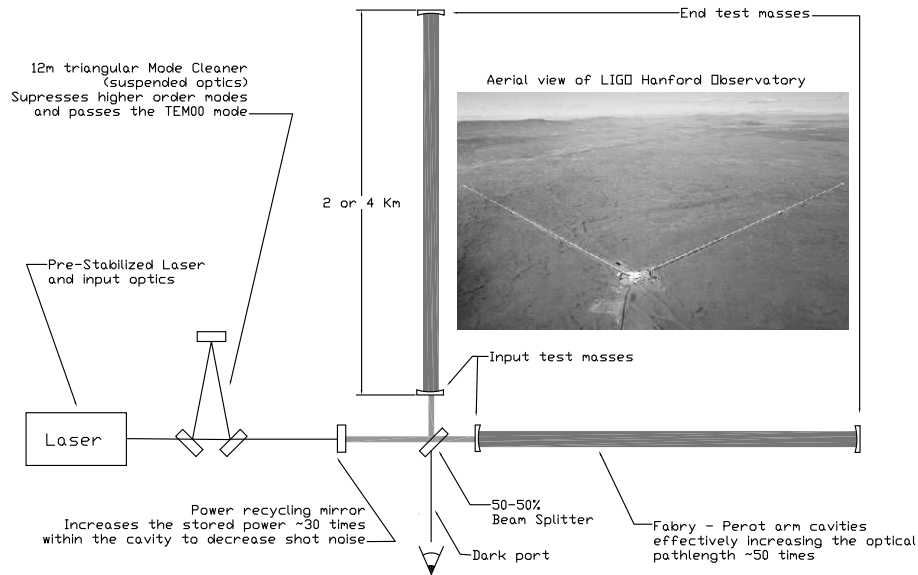 End test masses
12m triangular Mode Cleaner
(suspended optics)
Supresses higher order modes
and passes the TEM00 mode
Aerial view of LIGO Hanford Observatory
2 or 4 Km
Pre-Stabilized Laser
and input optics
Input test masses
Laser
50-50%
Beam Splitter
Power recycling mirror
Increases the stored power ~30 times
within the cavity to decrease shot noise
Dark port
Fabry - Perot arm cavities
effectively increasing the optical
pathlength ~50 times